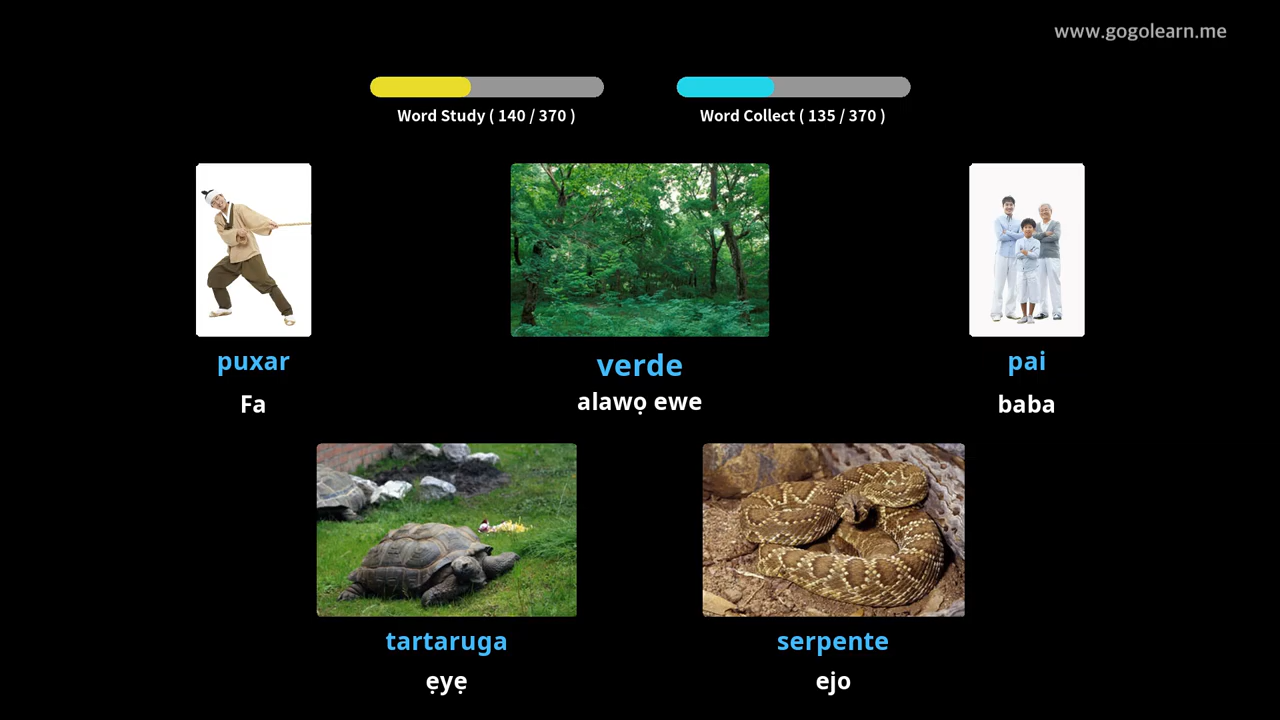 www.gogolearn.me
Word Study ( 140 / 370 )
Word Collect ( 135 / 370 )
puxar
verde
pai
Fa
alawọ ewe
baba
tartaruga
serpente
ẹyẹ
ejo